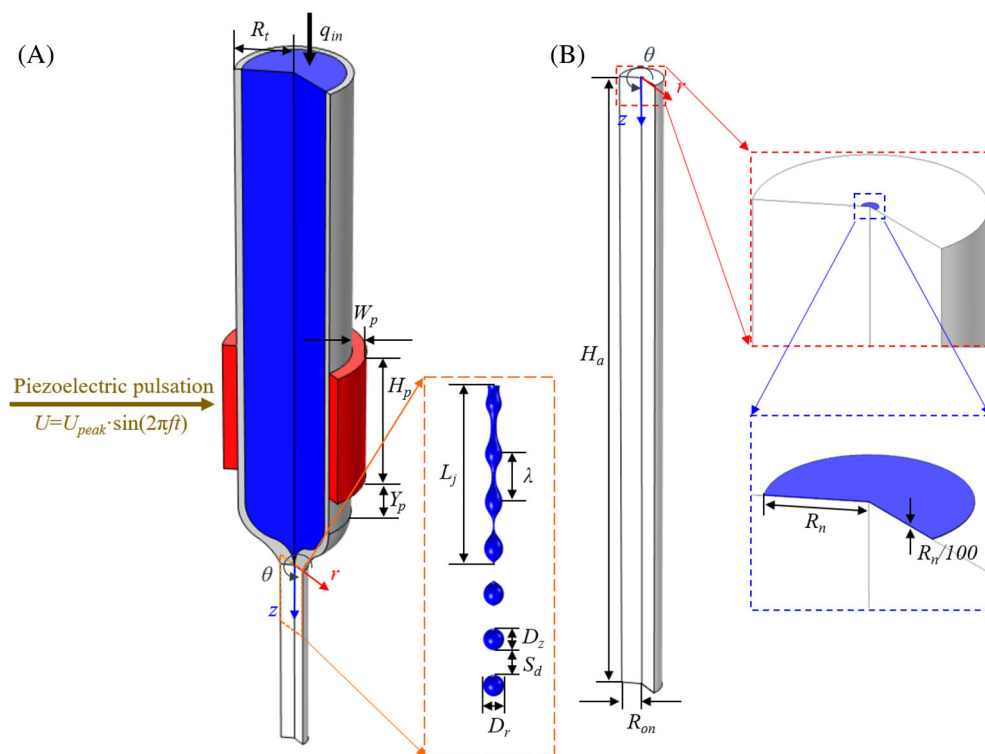 (A)
R_t
q_in
W_p
H_p
Y_p
Piezoelectric pulsation
U=U_peak·sin(2πft)
θ
r
z
L_j
λ
D_z
S_d
D_r
(B)
θ
r
z
H_a
R_on
R_n
R_n/100